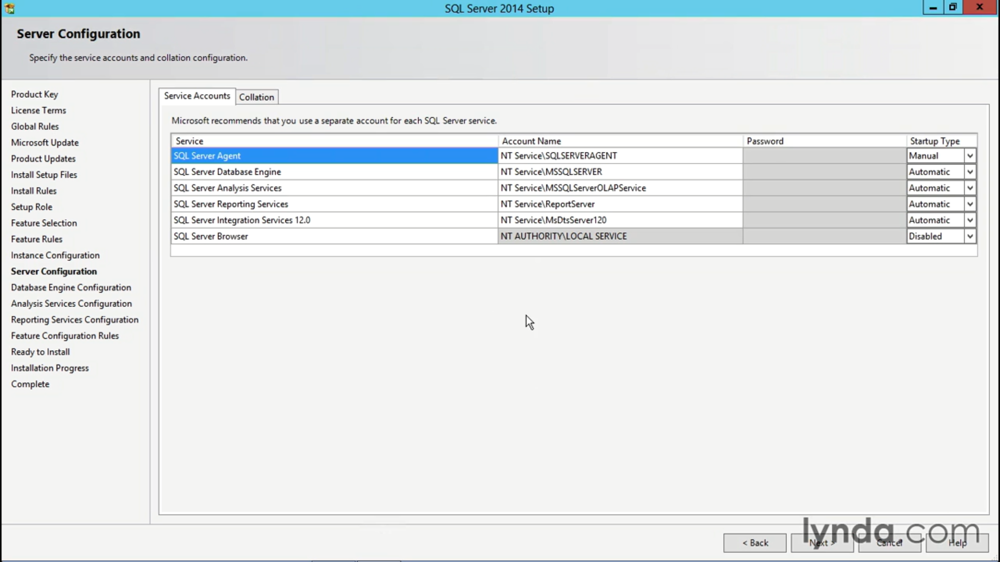 SQL Server 2014 Setup
Server Configuration
Specify the service accounts and collation configuration.
Product Key
License Terms
Global Rules
Microsoft Update
Product Updates
Install Setup Files
Install Rules
Setup Role
Feature Selection
Feature Rules
Instance Configuration
Server Configuration
Database Engine Configuration
Analysis Services Configuration
Reporting Services Configuration
Feature Configuration Rules
Ready to Install
Installation Progress
Complete
Service Accounts Collation
Microsoft recommends that you use a separate account for each SQL Server service.
Service Account Name Password Startup Type
SQL Server Agent NT Service\SQLSERVERAGENT Manual
SQL Server Database Engine NT Service\MSSQLSERVER Automatic
SQL Server Analysis Services NT Service\MSSQLServerOLAPService Automatic
SQL Server Reporting Services NT Service\ReportServer Automatic
SQL Server Integration Services 12.0 NT Service\MsDtsServer120 Automatic
SQL Server Browser NT AUTHORITY\LOCAL SERVICE Disabled
lynda.com
< Back Next > Cancel Help